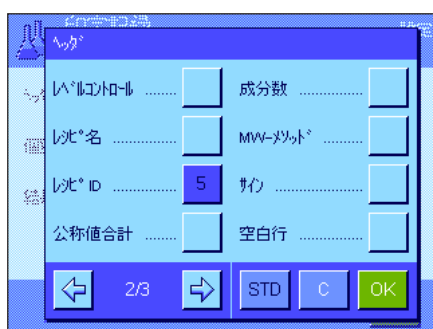 ヘッダ
レベルコントロール ......
成分数 ............
レシピ名 ...............
MW-メソッド ...........
レシピID ............... 5
サイン ................
公称値合計 .......
空白行 ...............
2/3
STD
C
OK